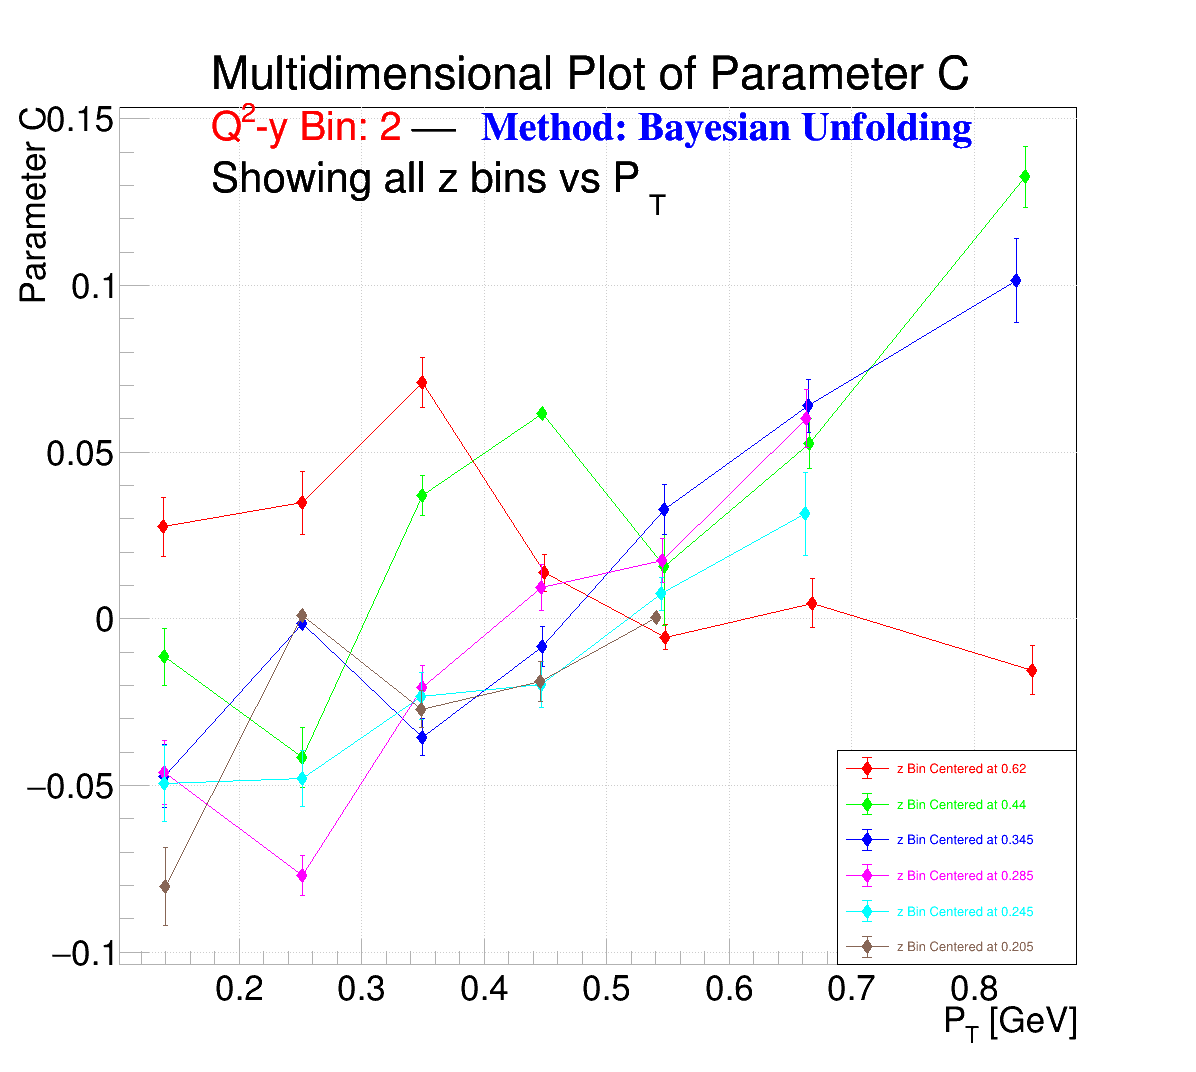 Multidimensional Plot of Parameter C
Q²-y Bin: 2 — Method: Bayesian Unfolding
Showing all z bins vs P_T
Parameter C
0.15
0.1
0.05
0
−0.05
−0.1
z Bin Centered at 0.62
z Bin Centered at 0.44
z Bin Centered at 0.345
z Bin Centered at 0.285
z Bin Centered at 0.245
z Bin Centered at 0.205
0.2 0.3 0.4 0.5 0.6 0.7 0.8
P_T [GeV]